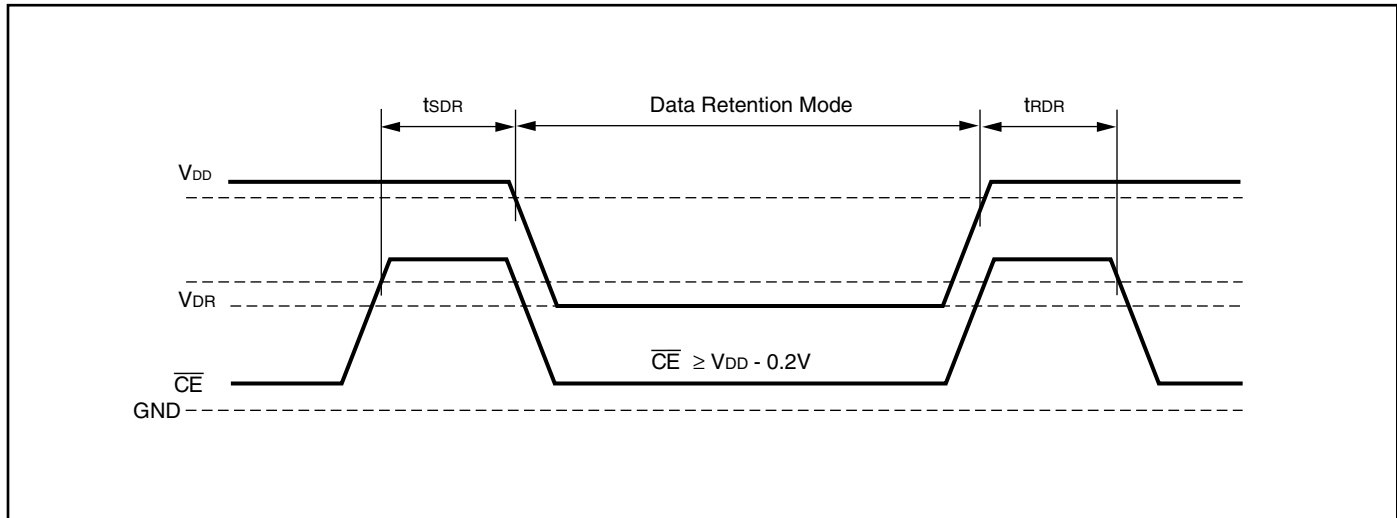 tSDR Data Retention Mode tRDR
VDD
VDR
CE ≥ VDD - 0.2V
CE
GND